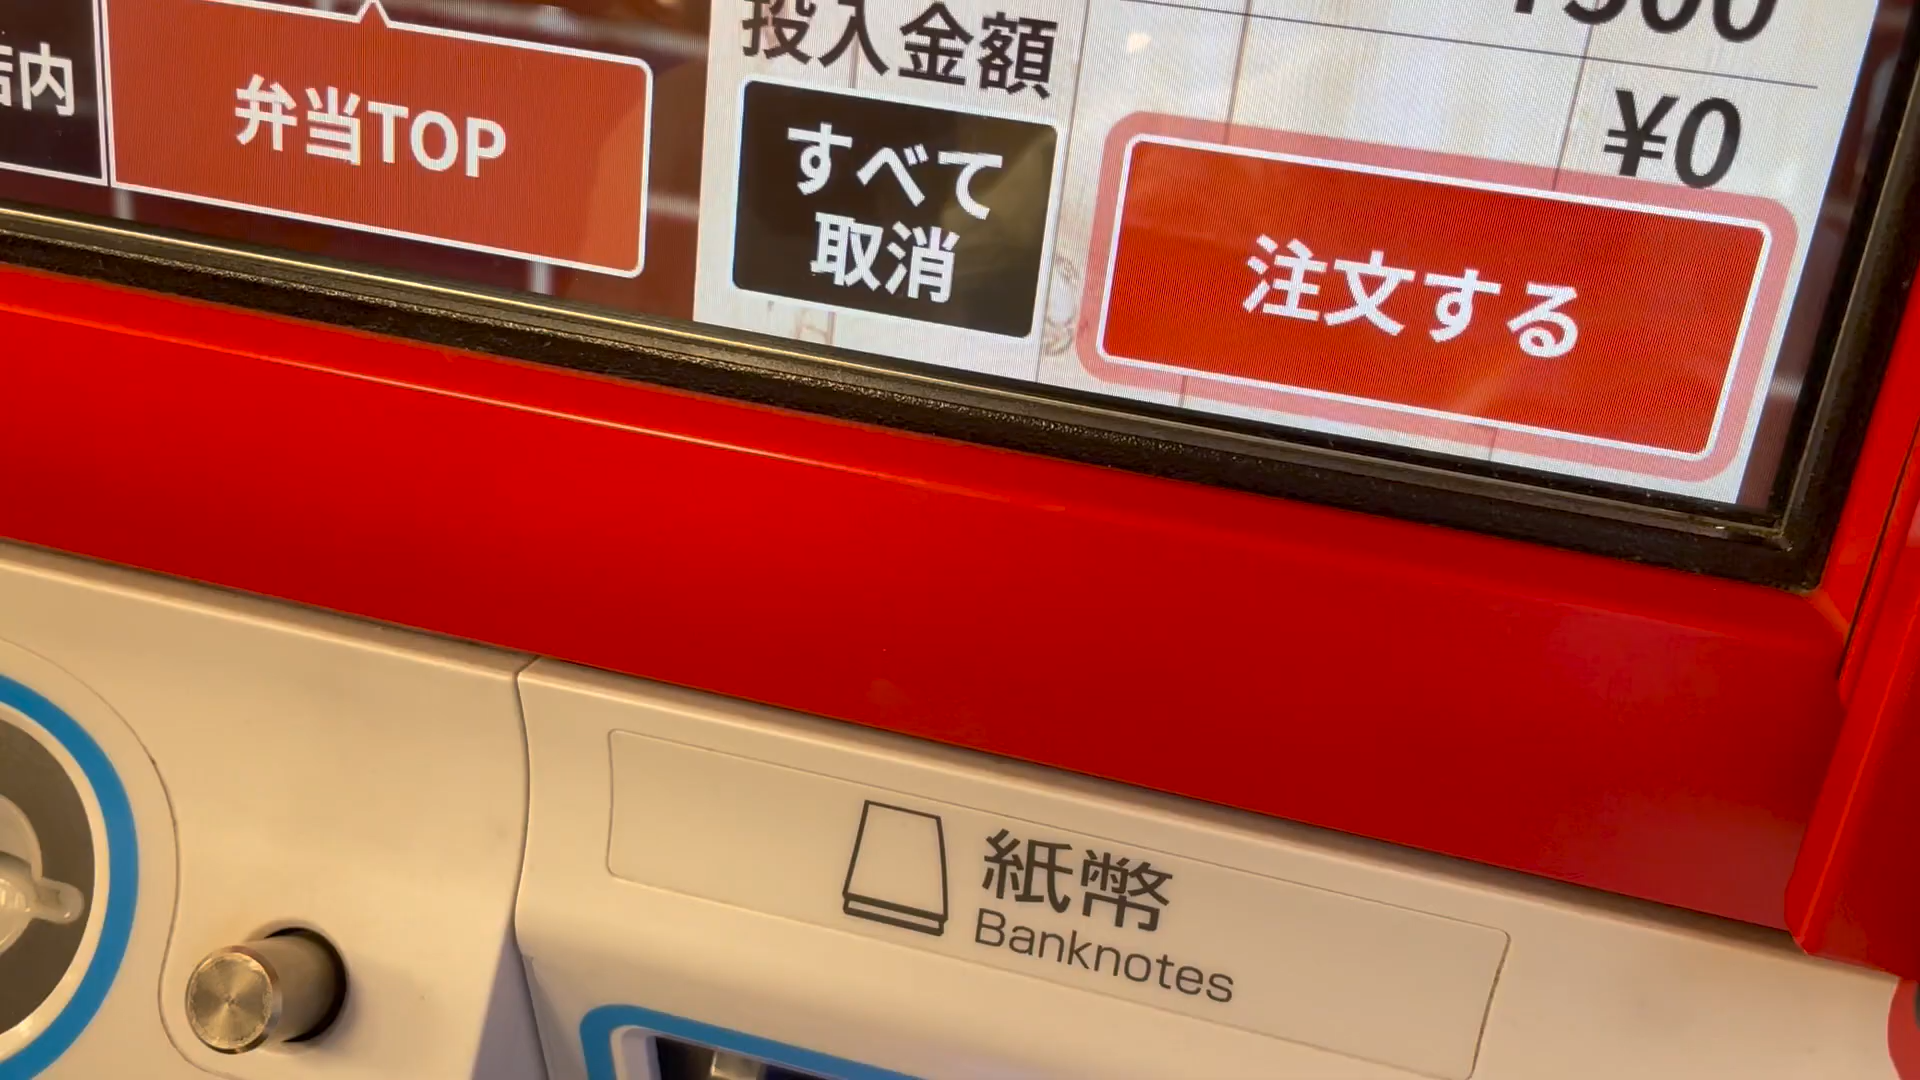 投入金額
¥0
店内
弁当TOP
すべて
取消
注文する
紙幣
Banknotes